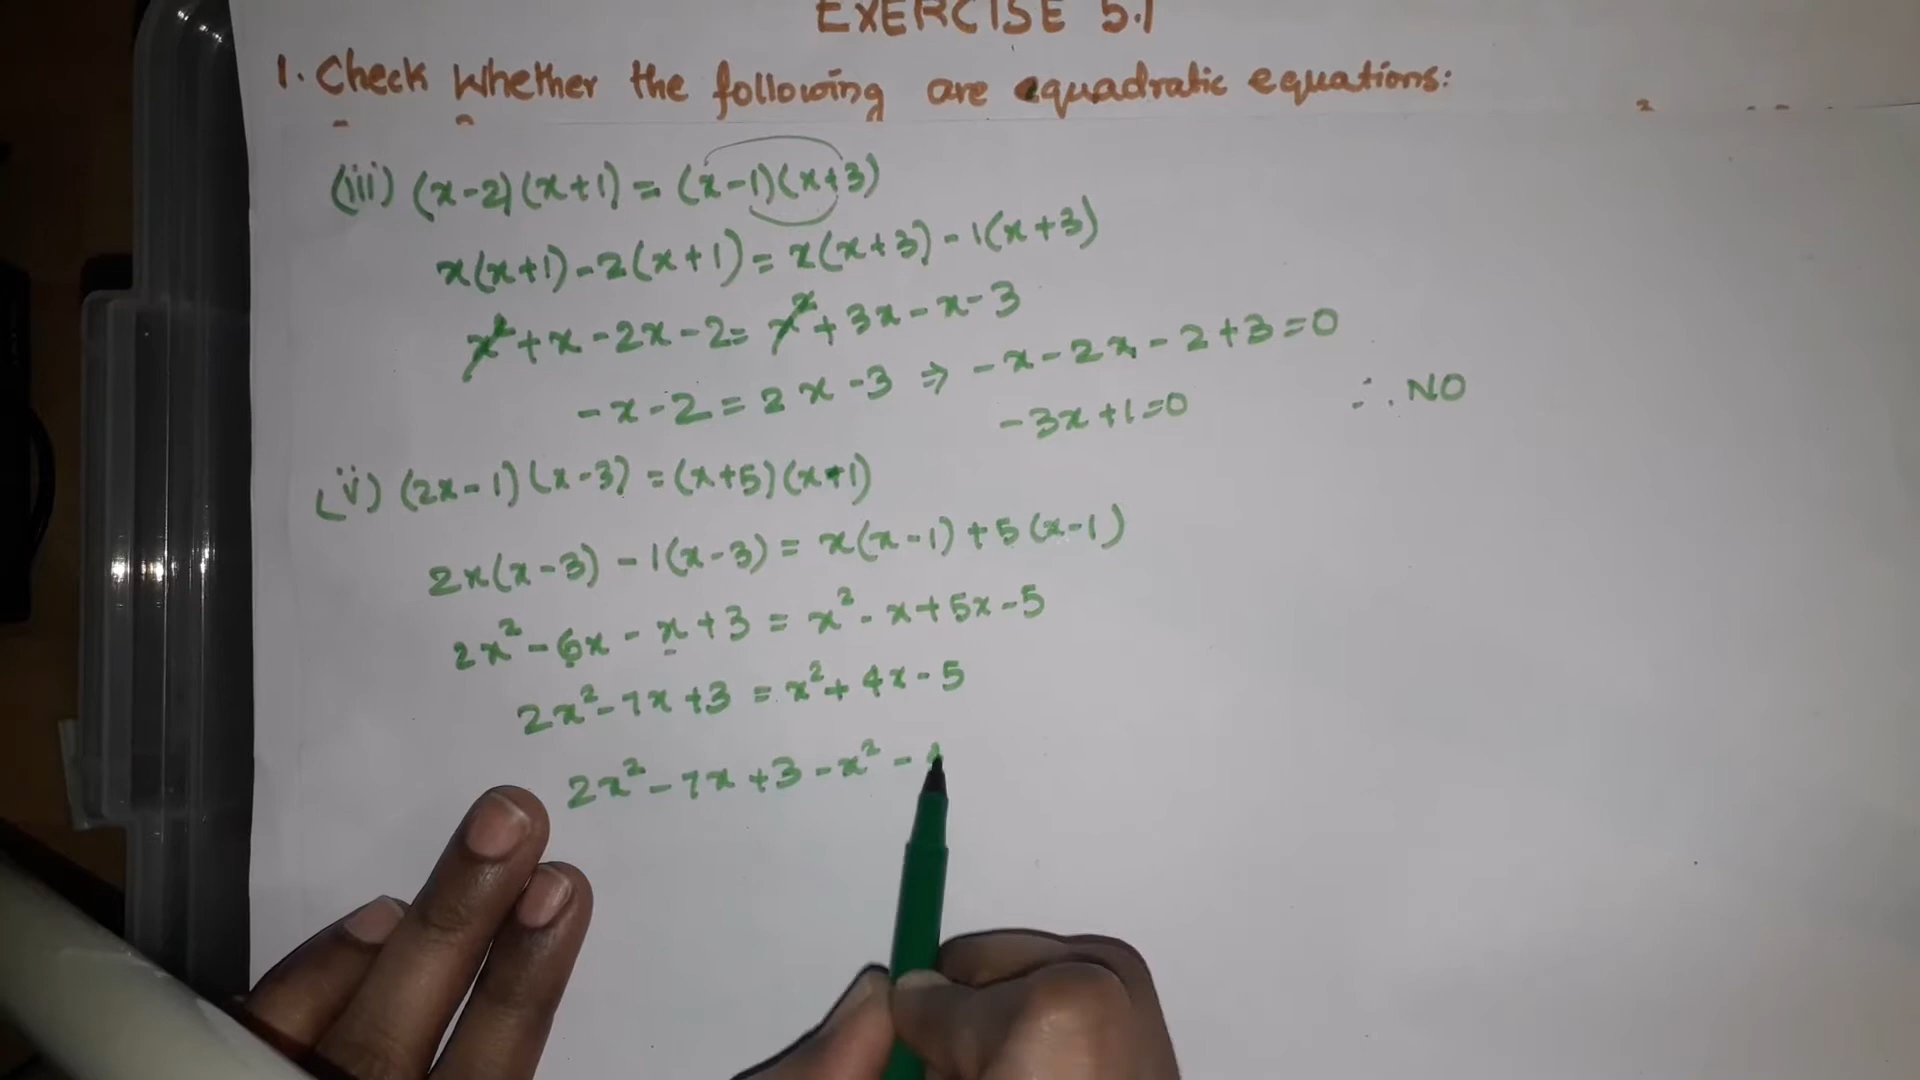 EXERCISE 5.1
1. Check whether the following are quadratic equations:
(iii) (x-2)(x+1) = (x-1)(x+3)
x(x+1)-2(x+1) = x(x+3)-1(x+3)
x²+x-2x-2 = x²+3x-x-3
-x-2 = 2x-3 ⇒ -x-2x-2+3=0
-3x+1=0 ∴ NO
(v) (2x-1)(x-3) = (x+5)(x-1)
2x(x-3) -1(x-3) = x(x-1)+5(x-1)
2x²-6x-x+3 = x²-x+5x-5
2x²-7x+3 = x²+4x-5
2x²-7x+3-x²-